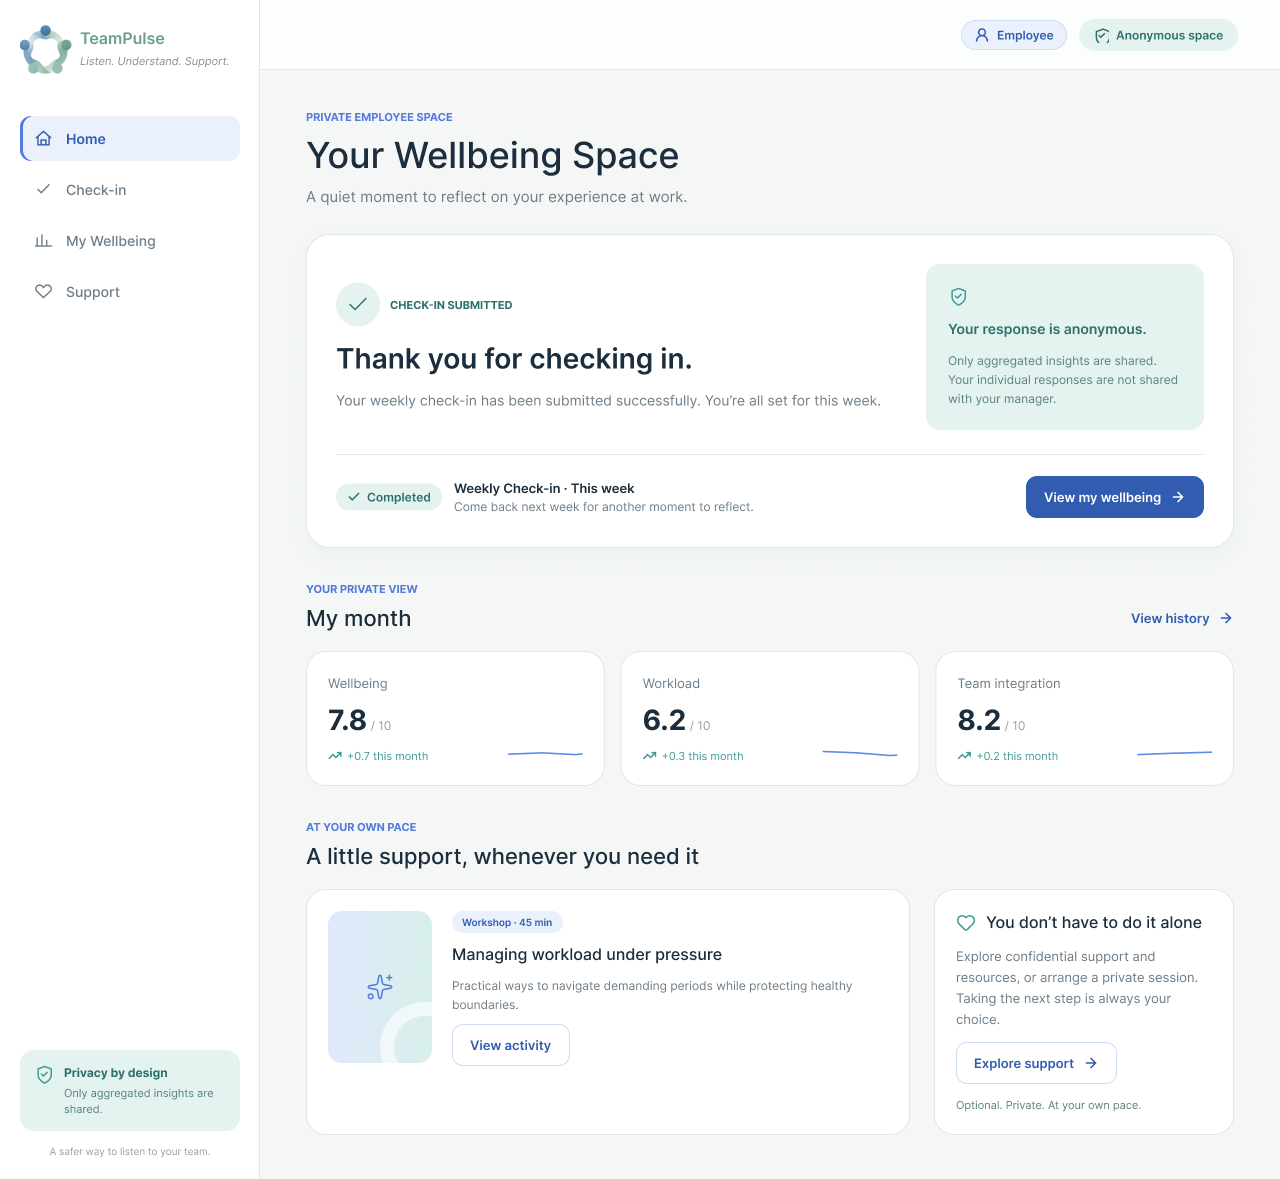 TeamPulse
Listen. Understand. Support.
Employee
Anonymous space
Home
Check-in
My Wellbeing
Support
PRIVATE EMPLOYEE SPACE
Your Wellbeing Space
A quiet moment to reflect on your experience at work.
CHECK-IN SUBMITTED
Thank you for checking in.
Your weekly check-in has been submitted successfully. You’re all set for this week.
Your response is anonymous.
Only aggregated insights are shared.
Your individual responses are not shared
with your manager.
Completed
Weekly Check-in · This week
Come back next week for another moment to reflect.
View my wellbeing
YOUR PRIVATE VIEW
My month
View history
Wellbeing
7.8 / 10
+0.7 this month
Workload
6.2 / 10
+0.3 this month
Team integration
8.2 / 10
+0.2 this month
AT YOUR OWN PACE
A little support, whenever you need it
Workshop · 45 min
Managing workload under pressure
Practical ways to navigate demanding periods while protecting healthy
boundaries.
View activity
You don’t have to do it alone
Explore confidential support and
resources, or arrange a private session.
Taking the next step is always your
choice.
Explore support
Optional. Private. At your own pace.
Privacy by design
Only aggregated insights are
shared.
A safer way to listen to your team.